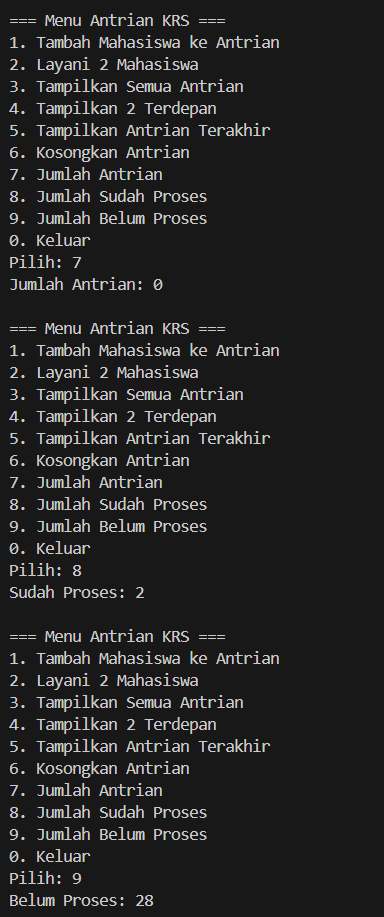 === Menu Antrian KRS ===
1. Tambah Mahasiswa ke Antrian
2. Layani 2 Mahasiswa
3. Tampilkan Semua Antrian
4. Tampilkan 2 Terdepan
5. Tampilkan Antrian Terakhir
6. Kosongkan Antrian
7. Jumlah Antrian
8. Jumlah Sudah Proses
9. Jumlah Belum Proses
0. Keluar
Pilih: 7
Jumlah Antrian: 0

=== Menu Antrian KRS ===
1. Tambah Mahasiswa ke Antrian
2. Layani 2 Mahasiswa
3. Tampilkan Semua Antrian
4. Tampilkan 2 Terdepan
5. Tampilkan Antrian Terakhir
6. Kosongkan Antrian
7. Jumlah Antrian
8. Jumlah Sudah Proses
9. Jumlah Belum Proses
0. Keluar
Pilih: 8
Sudah Proses: 2

=== Menu Antrian KRS ===
1. Tambah Mahasiswa ke Antrian
2. Layani 2 Mahasiswa
3. Tampilkan Semua Antrian
4. Tampilkan 2 Terdepan
5. Tampilkan Antrian Terakhir
6. Kosongkan Antrian
7. Jumlah Antrian
8. Jumlah Sudah Proses
9. Jumlah Belum Proses
0. Keluar
Pilih: 9
Belum Proses: 28